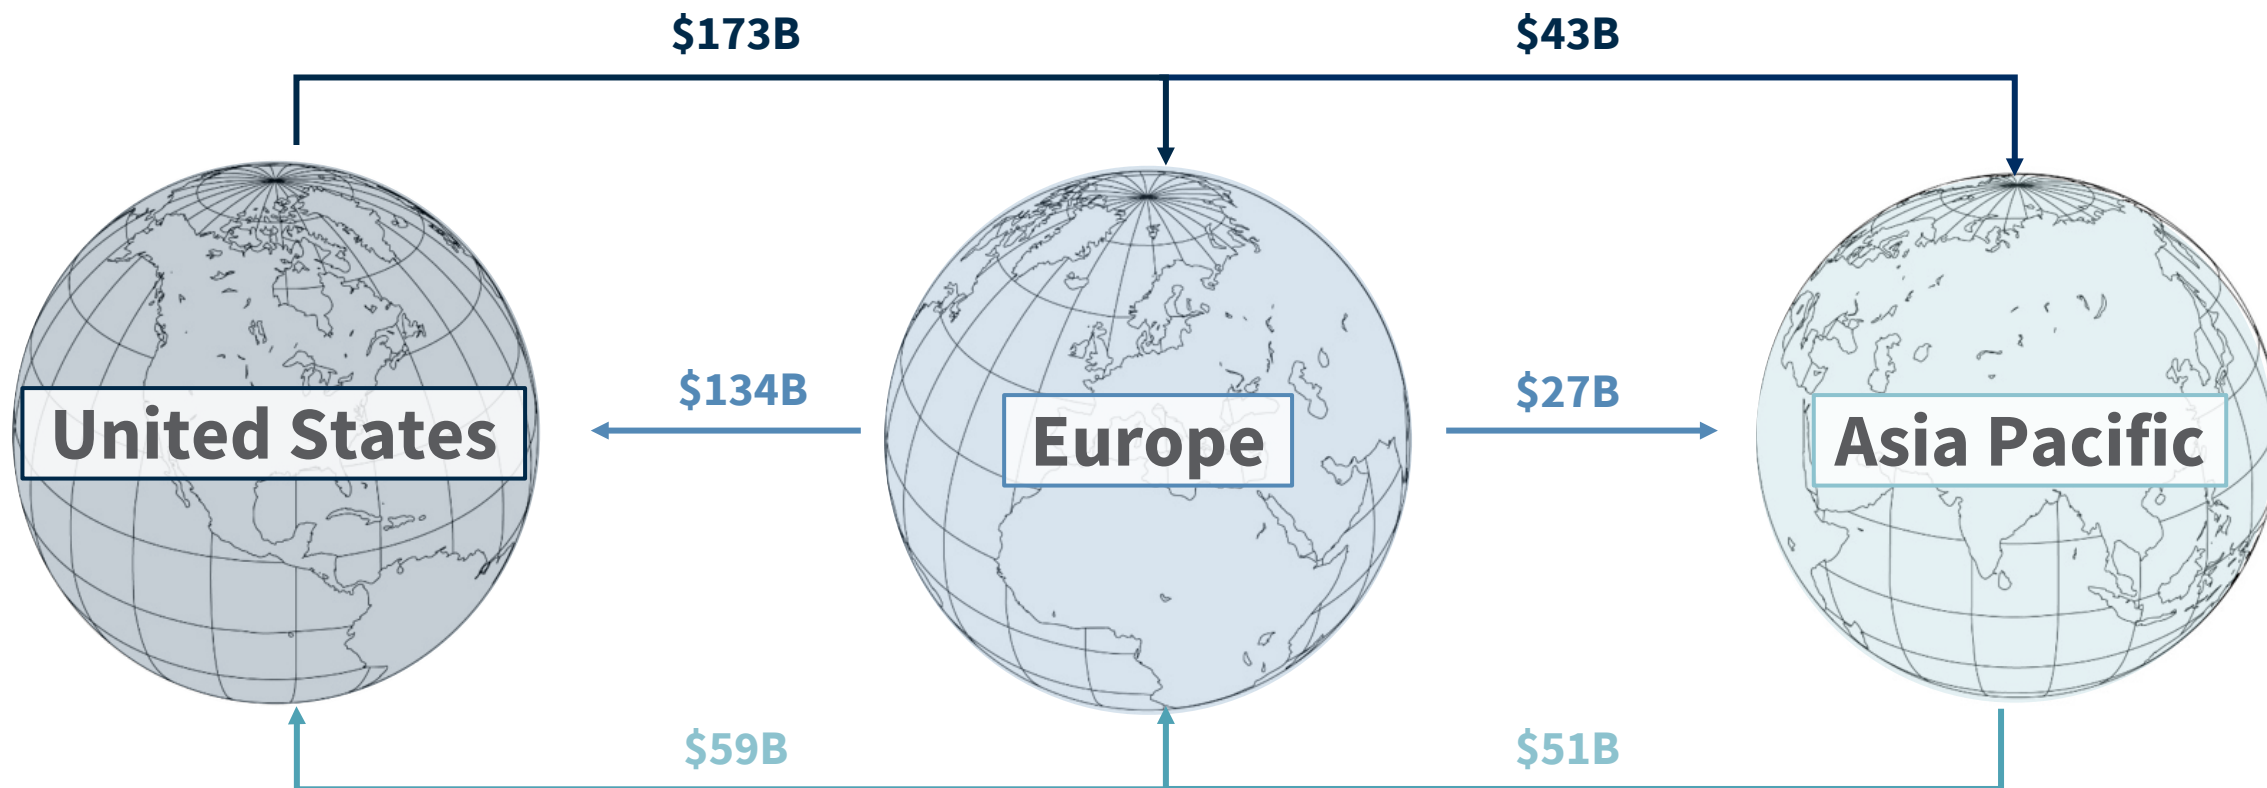 $173B
$43B
$134B
$27B
United States
Europe
Asia Pacific
$59B
$51B